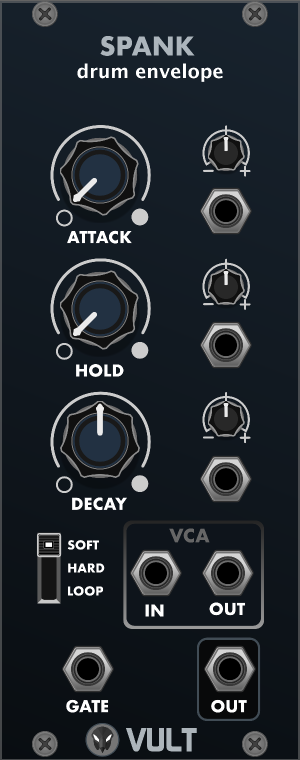 SPANK
drum envelope
ATTACK
- +
HOLD
- +
DECAY
- +
SOFT
HARD
LOOP
VCA
IN OUT
GATE OUT
VULT